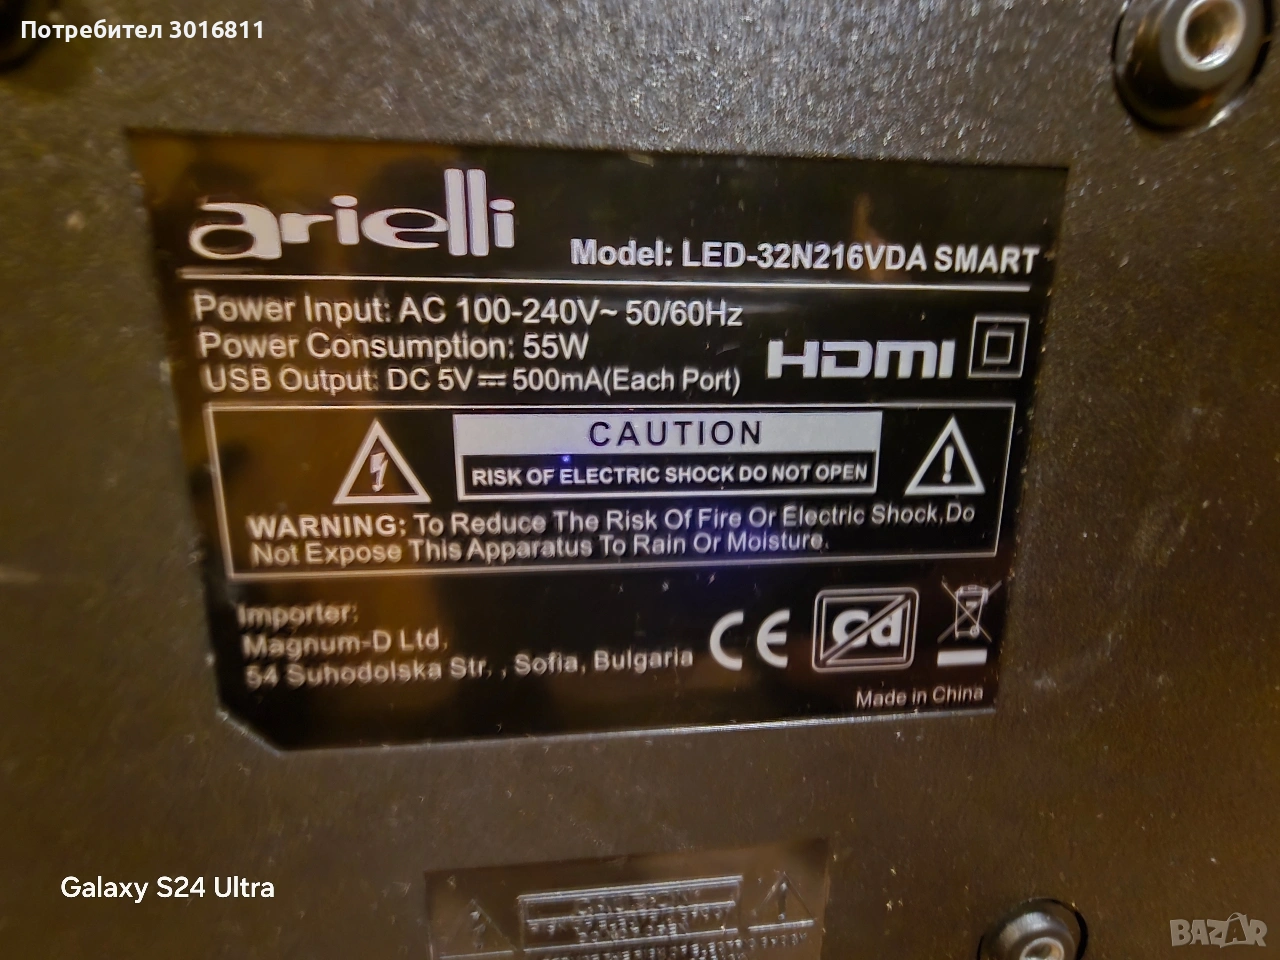 Потребител 3016811
arielli
Model: LED-32N216VDA SMART
Power Input: AC 100-240V~ 50/60Hz
Power Consumption: 55W
USB Output: DC 5V⎓500mA(Each Port)
HDMI
CAUTION
RISK OF ELECTRIC SHOCK DO NOT OPEN
WARNING: To Reduce The Risk Of Fire Or Electric Shock,Do
Not Expose This Apparatus To Rain Or Moisture.
Importer:
Magnum-D Ltd.
54 Suhodolska Str. , Sofia, Bulgaria
CE
Cd
Made in China
Galaxy S24 Ultra
BAZAR